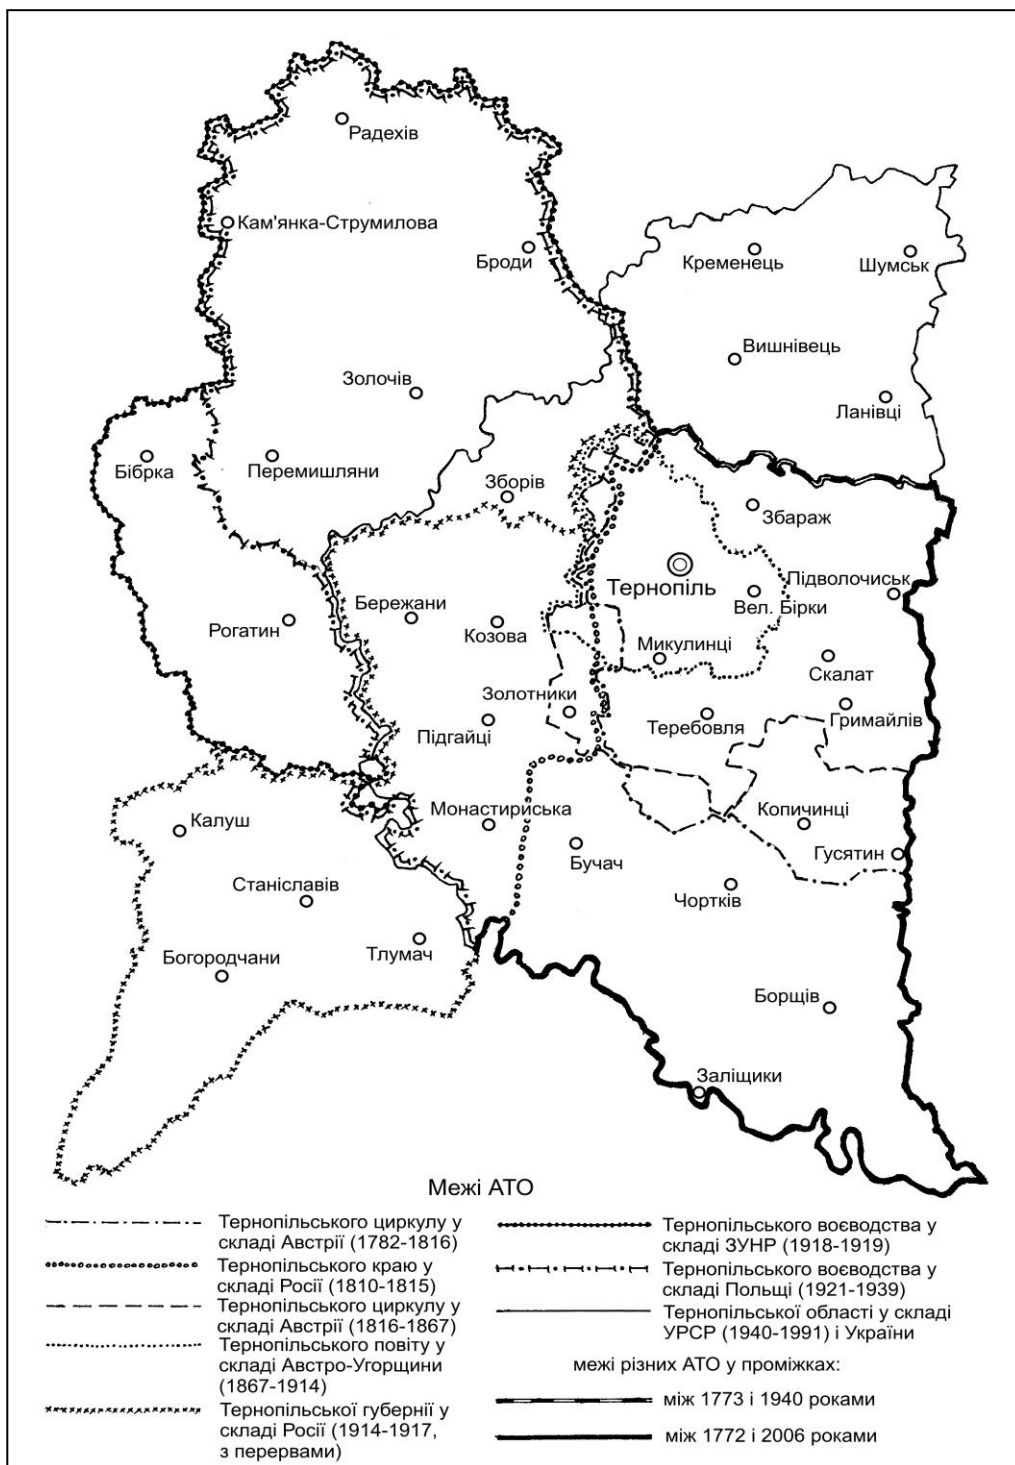 Радехів
Кам'янка-Струмилова
Броди
Кременець
Шумськ
Вишнівець
Золочів
Ланівці
Бібрка
Перемишляни
Зборів
Збараж
Тернопіль
Підволочиськ
Вел. Бірки
Бережани
Рогатин
Козова
Микулинці
Скалат
Золотники
Теребовля
Гримайлів
Підгайці
Монастириська
Копичинці
Калуш
Бучач
Гусятин
Станіславів
Чортків
Богородчани
Тлумач
Борщів
Заліщики
Межі АТО
Тернопільського циркулу у
складі Австрії (1782-1816)
Тернопільського краю у
складі Росії (1810-1815)
Тернопільського циркулу у
складі Австрії (1816-1867)
Тернопільського повіту у
складі Австро-Угорщини
(1867-1914)
Тернопільської губернії у
складі Росії (1914-1917,
з перервами)
Тернопільського воєводства у
складі ЗУНР (1918-1919)
Тернопільського воєводства у
складі Польщі (1921-1939)
Тернопільської області у складі
УРСР (1940-1991) і України
межі різних АТО у проміжках:
між 1773 і 1940 роками
між 1772 і 2006 роками